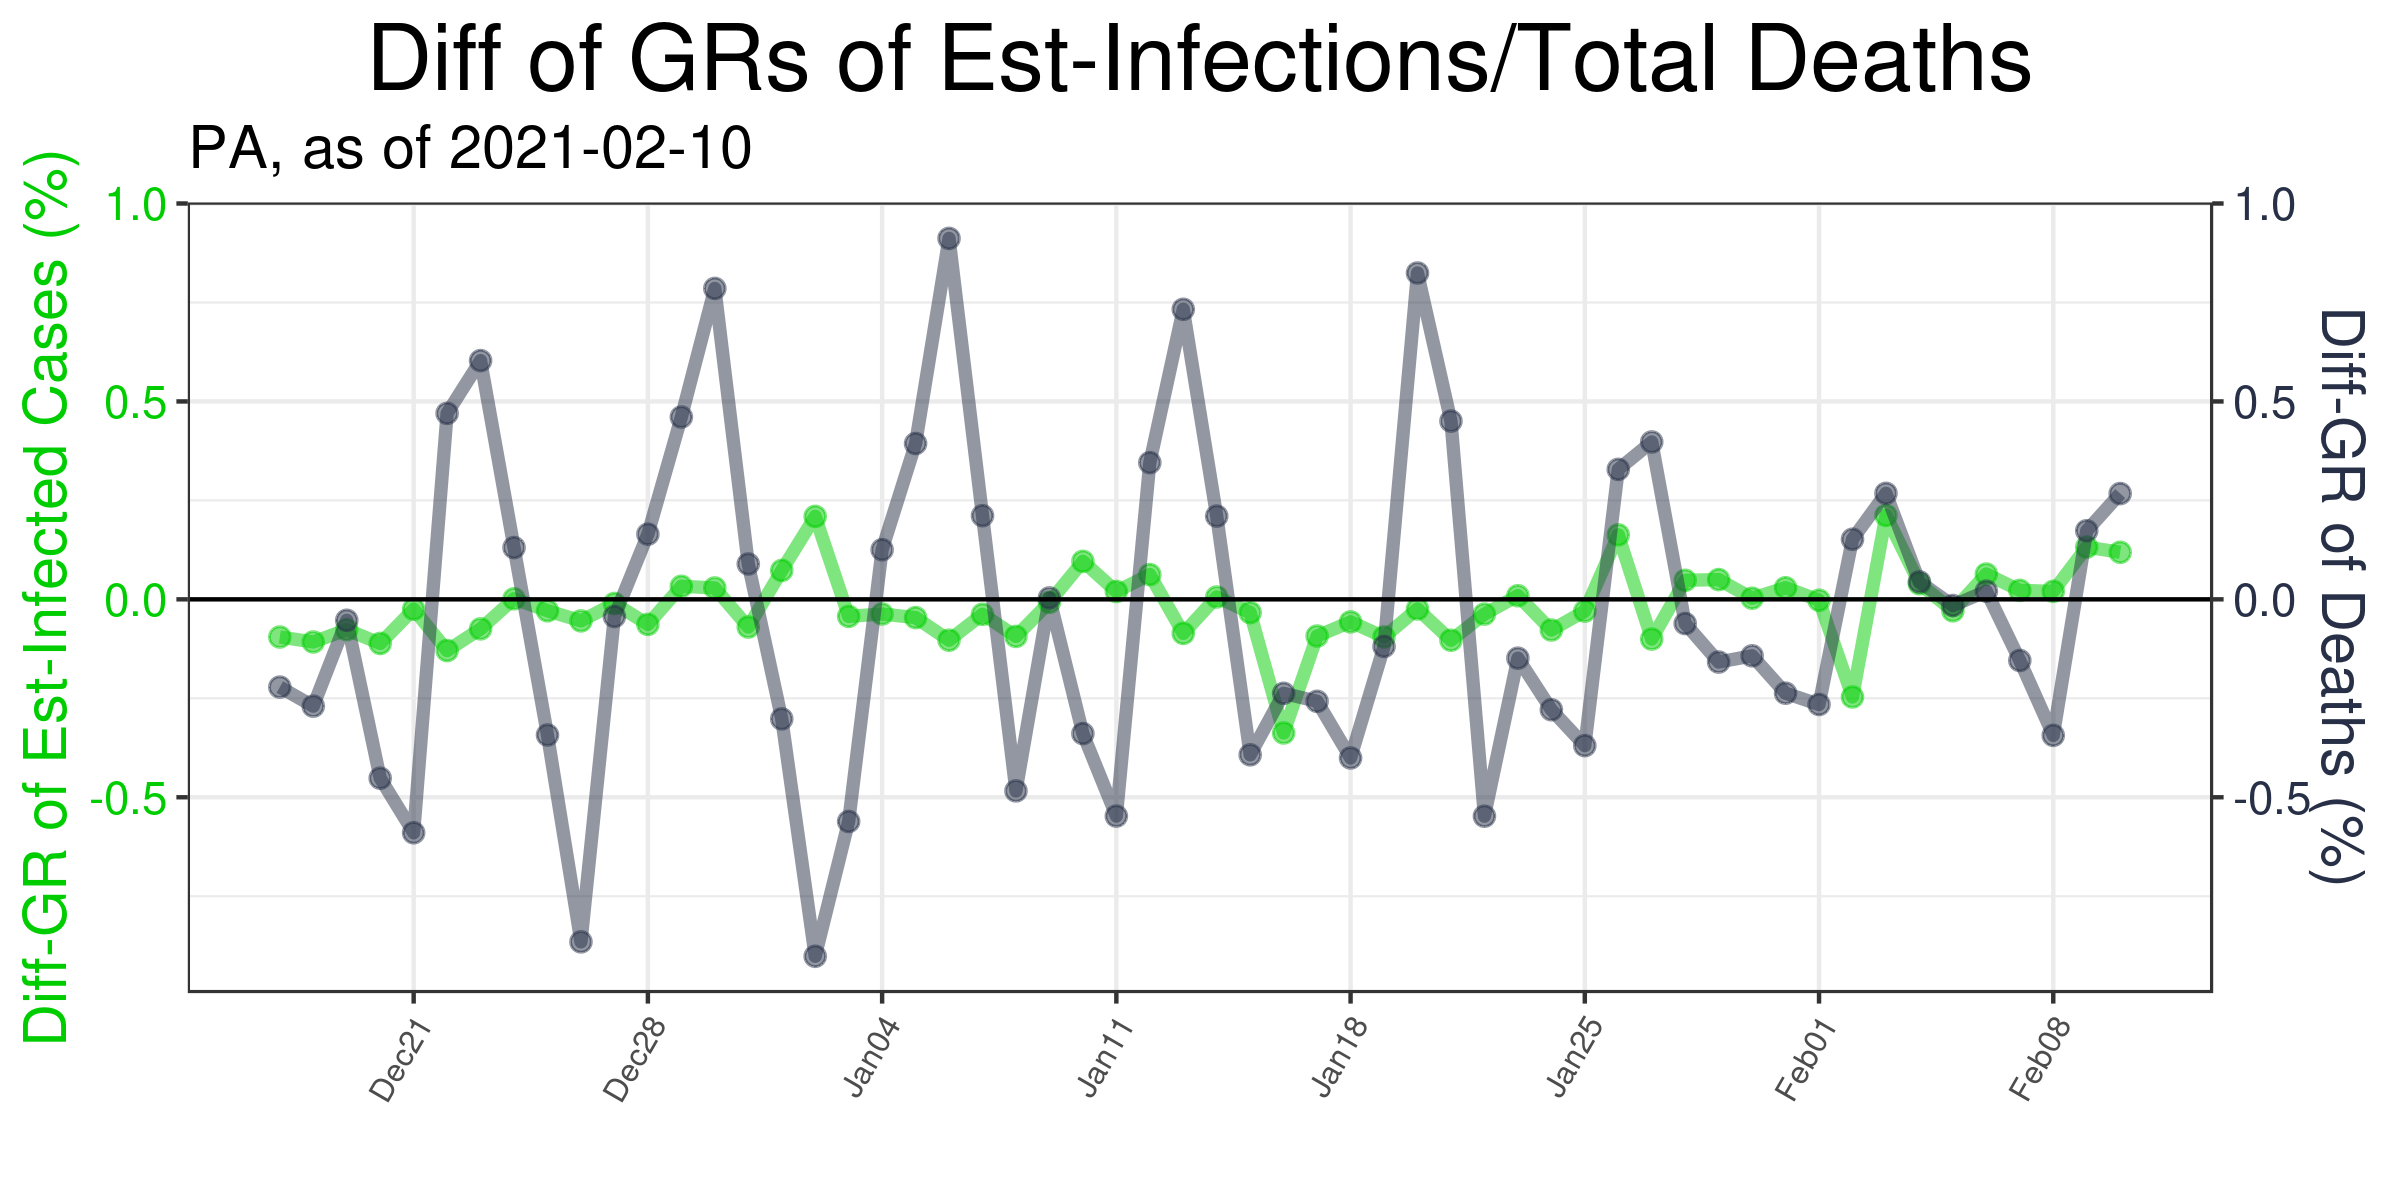 Diff of GRs of Est-Infections/Total Deaths
PA, as of 2021-02-10
Diff-GR of Est-Infected Cases (%)
1.0
0.5
0.0
-0.5
1.0
0.5
0.0
-0.5
Diff-GR of Deaths (%)
Dec21
Dec28
Jan04
Jan11
Jan18
Jan25
Feb01
Feb08